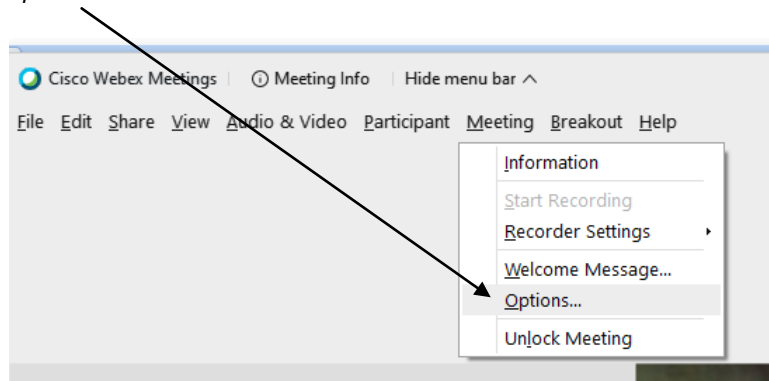 Cisco Webex Meetings Meeting Info Hide menu bar
File Edit Share View Audio & Video Participant Meeting Breakout Help
Information
Start Recording
Recorder Settings
Welcome Message...
Options...
Unlock Meeting